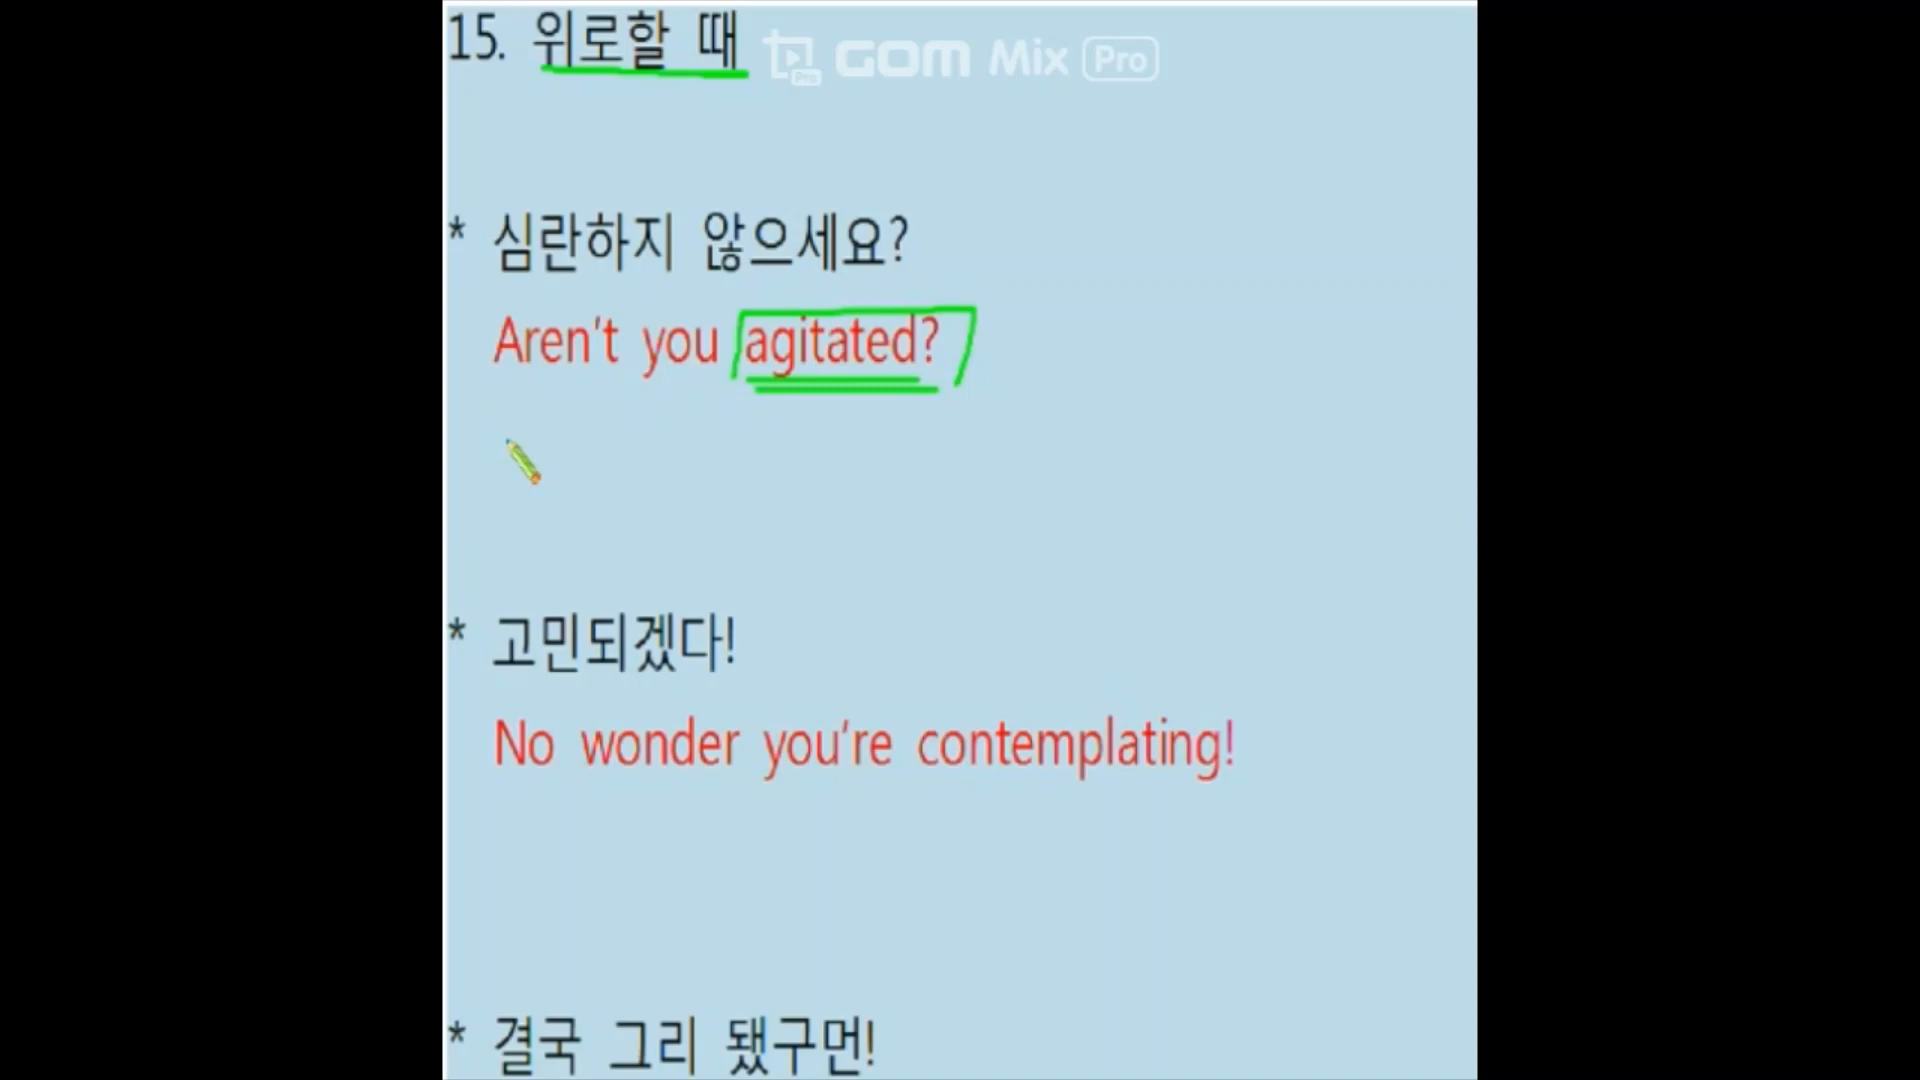 15. 위로할 때
GOM Mix Pro
* 심란하지 않으세요?
Aren't you agitated?
* 고민되겠다!
No wonder you're contemplating!
* 결국 그리 됐구먼!